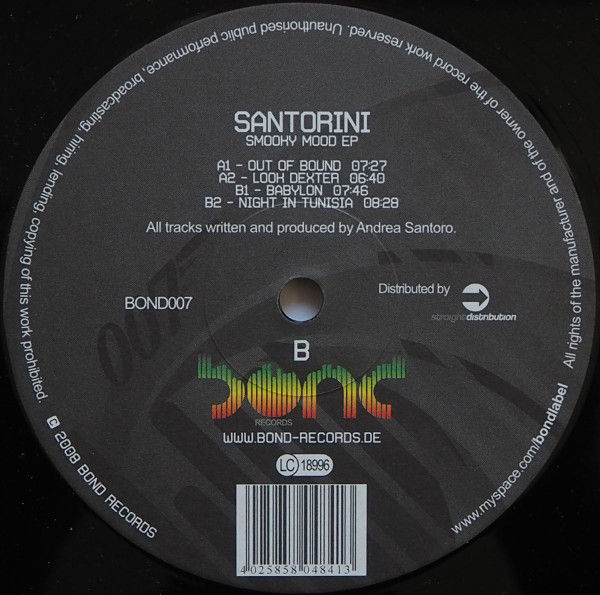 SANTORINI
SMOOKY MOOD EP
A1 - OUT OF BOUND 07:27
A2 - LOOK DEXTER 06:40
B1 - BABYLON 07:46
B2 - NIGHT IN TUNISIA 08:28
All tracks written and produced by Andrea Santoro.
007
BOND007
Distributed by
straightdistribution
B
bond
RECORDS
WWW.BOND-RECORDS.DE
LC 18996
4 025858 048413
© 2008 BOND RECORDS
www.myspace.com/bondlabel
All rights of the manufacturer and of the owner of the record work reserved. Unauthorised public performance, broadcasting, hiring, lending, copying of this work prohibited.